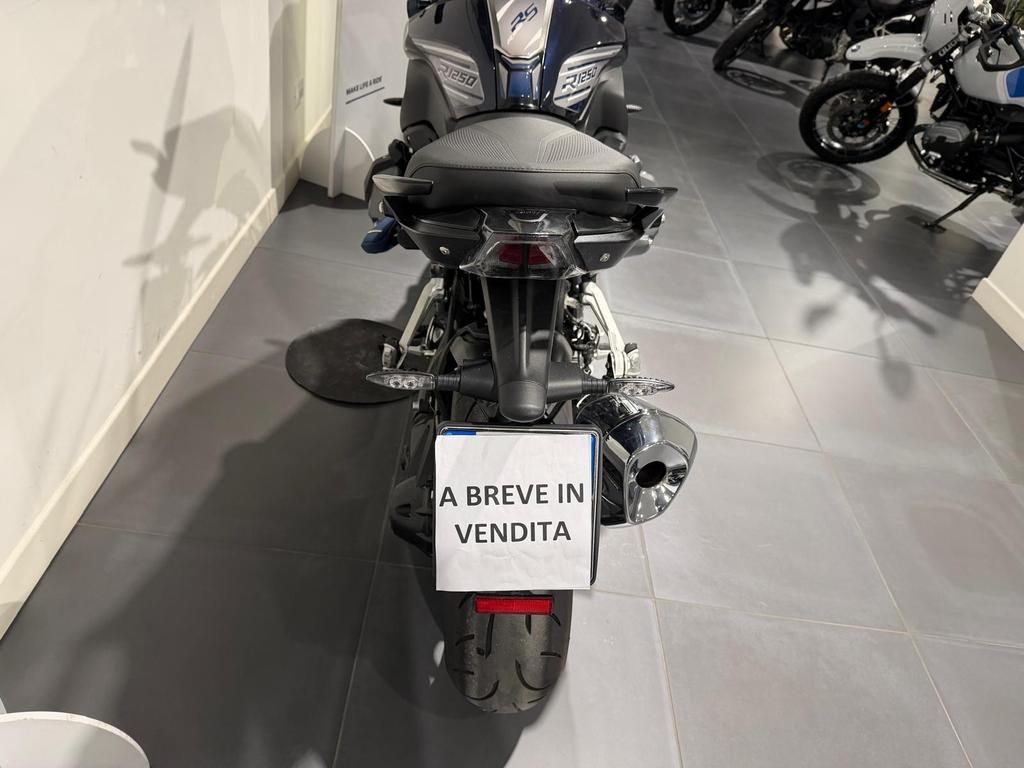 RS
R1250
R1250
MAKE LIFE A RIDE
A BREVE IN
VENDITA